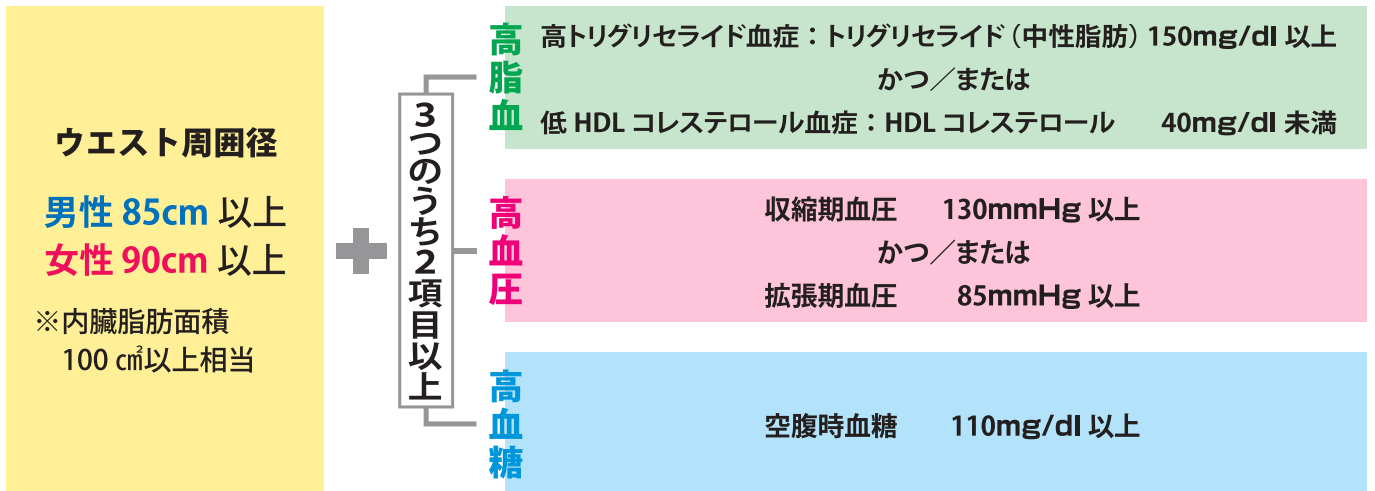 ウエスト周囲径
男性 85cm 以上
女性 90cm 以上
※内臓脂肪面積
100 ㎠以上相当
3つのうち2項目以上
高脂血
高トリグリセライド血症：トリグリセライド（中性脂肪）150mg/dl 以上
かつ／または
低 HDL コレステロール血症：HDL コレステロール 40mg/dl 未満
高血圧
収縮期血圧 130mmHg 以上
かつ／または
拡張期血圧 85mmHg 以上
高血糖
空腹時血糖 110mg/dl 以上